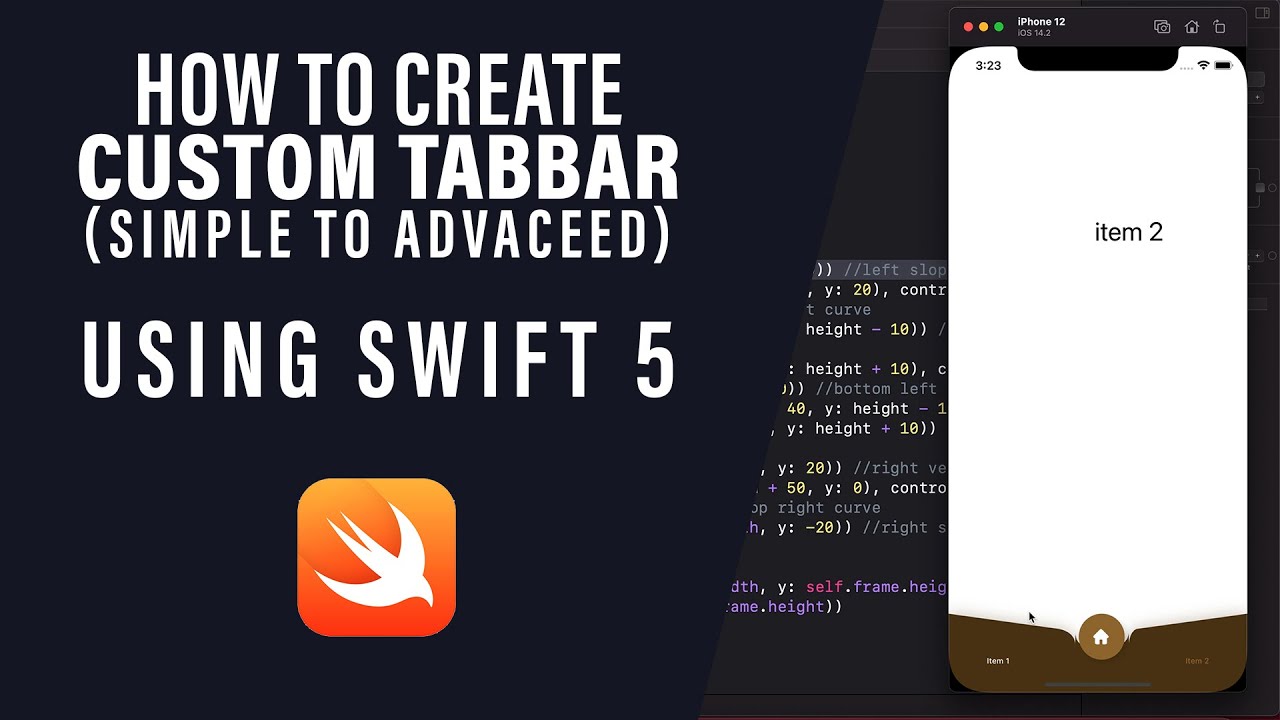 HOW TO CREATE
CUSTOM TABBAR
(SIMPLE TO ADVACEED)
USING SWIFT 5
)) //left slop
, y: 20), contro
t curve
height - 10)) /
height + 10), c
)) //bottom left
40, y: height - 1
, y: height + 10))
, y: 20)) //right ve
+ 50, y: 0), contro
op right curve
h, y: -20)) //right s
dth, y: self.frame.heig
ame.height))
iPhone 12
iOS 14.2
3:23
item 2
Item 1
Item 2